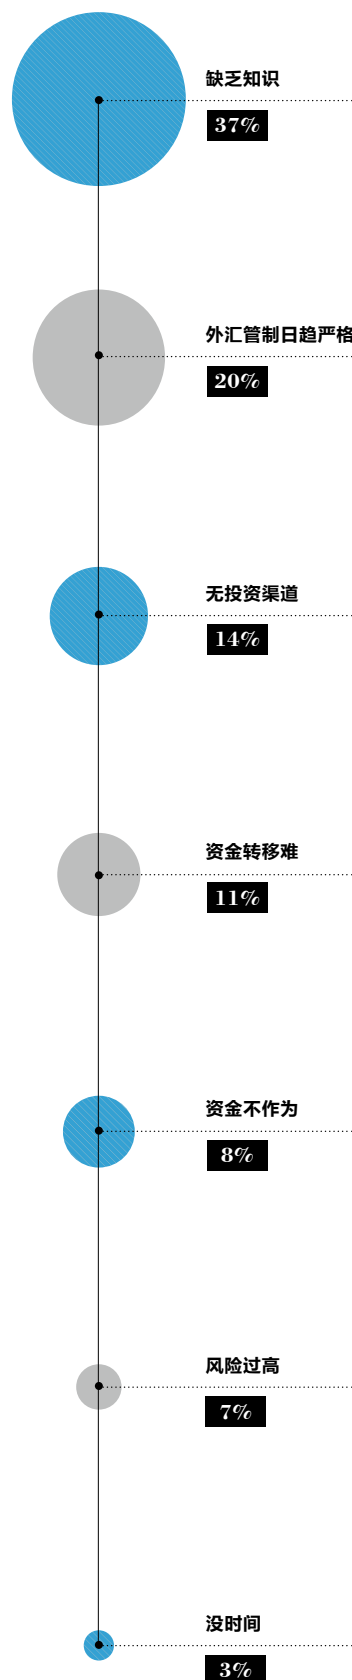 缺乏知识
37%
外汇管制日趋严格
20%
无投资渠道
14%
资金转移难
11%
资金不作为
8%
风险过高
7%
没时间
3%